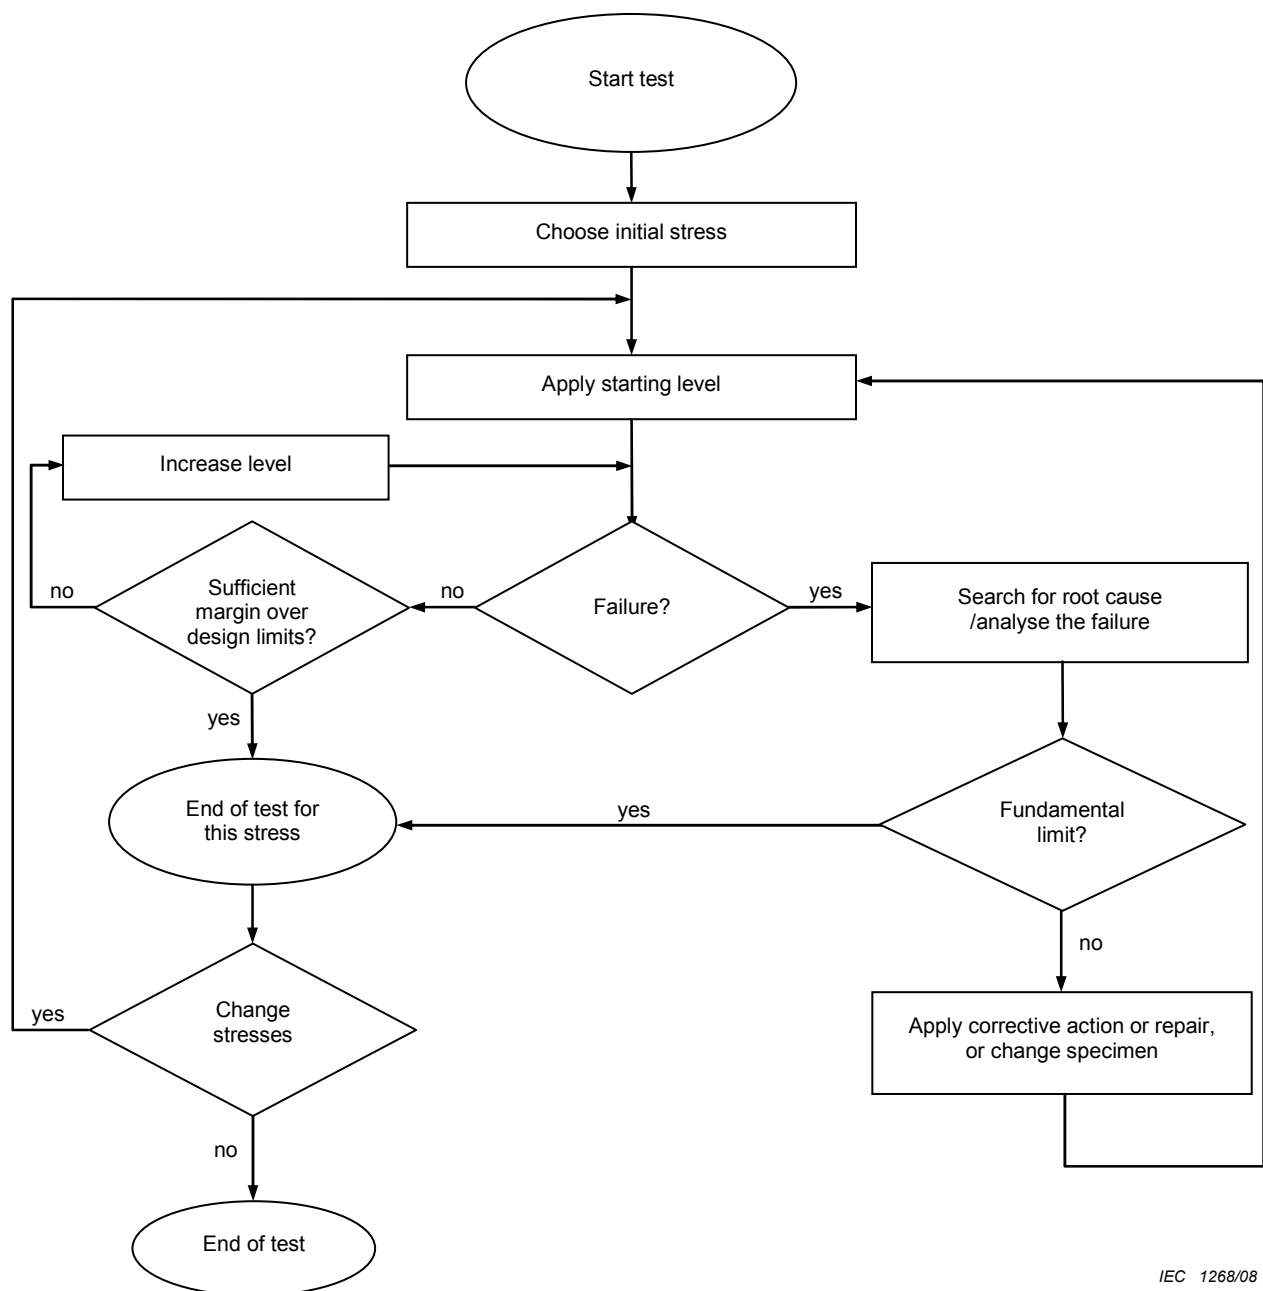 Start test
Choose initial stress
Apply starting level
Increase level
no
Sufficient
margin over
design limits?
no
Failure?
yes
Search for root cause
/analyse the failure
yes
End of test for
this stress
yes
Fundamental
limit?
no
yes
Change
stresses
Apply corrective action or repair,
or change specimen
no
End of test
IEC 1268/08